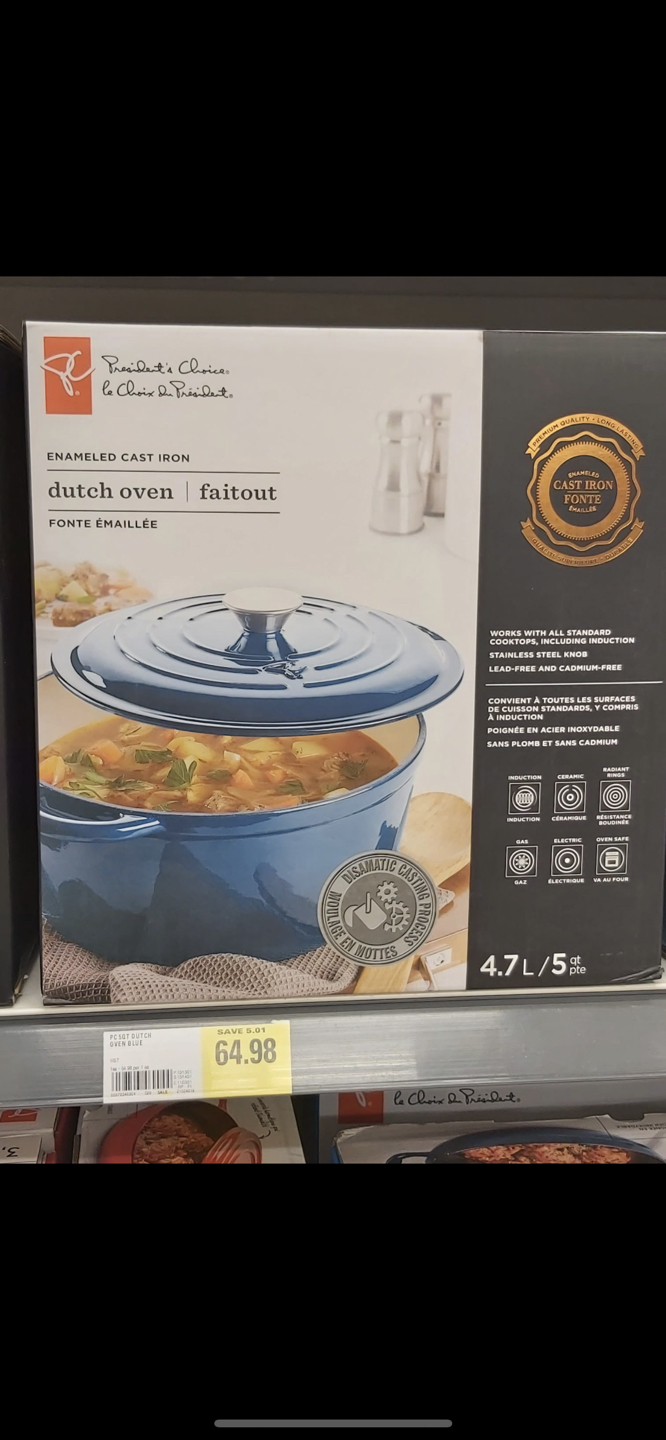 President's Choice®
le Choix du Président®
ENAMELED CAST IRON
dutch oven | faitout
FONTE ÉMAILLÉE
PREMIUM QUALITY • LONG LASTING
ENAMELED
CAST IRON
FONTE
ÉMAILLÉE
WORKS WITH ALL STANDARD
COOKTOPS, INCLUDING INDUCTION
STAINLESS STEEL KNOB
LEAD-FREE AND CADMIUM-FREE
CONVIENT À TOUTES LES SURFACES
DE CUISSON STANDARDS, Y COMPRIS
À INDUCTION
POIGNÉE EN ACIER INOXYDABLE
SANS PLOMB ET SANS CADMIUM
INDUCTION CERAMIC RADIANT RINGS
INDUCTION CÉRAMIQUE RÉSISTANCE BOUDINÉE
GAS ELECTRIC OVEN SAFE
GAZ ÉLECTRIQUE VA AU FOUR
DISAMATIC CASTING PROCESS
MOULAGE EN MOTTES
4.7 L / 5 qt pte
PC 5QT DUTCH
OVEN BLUE
SAVE 5.01
64.98
le Choix du Président®